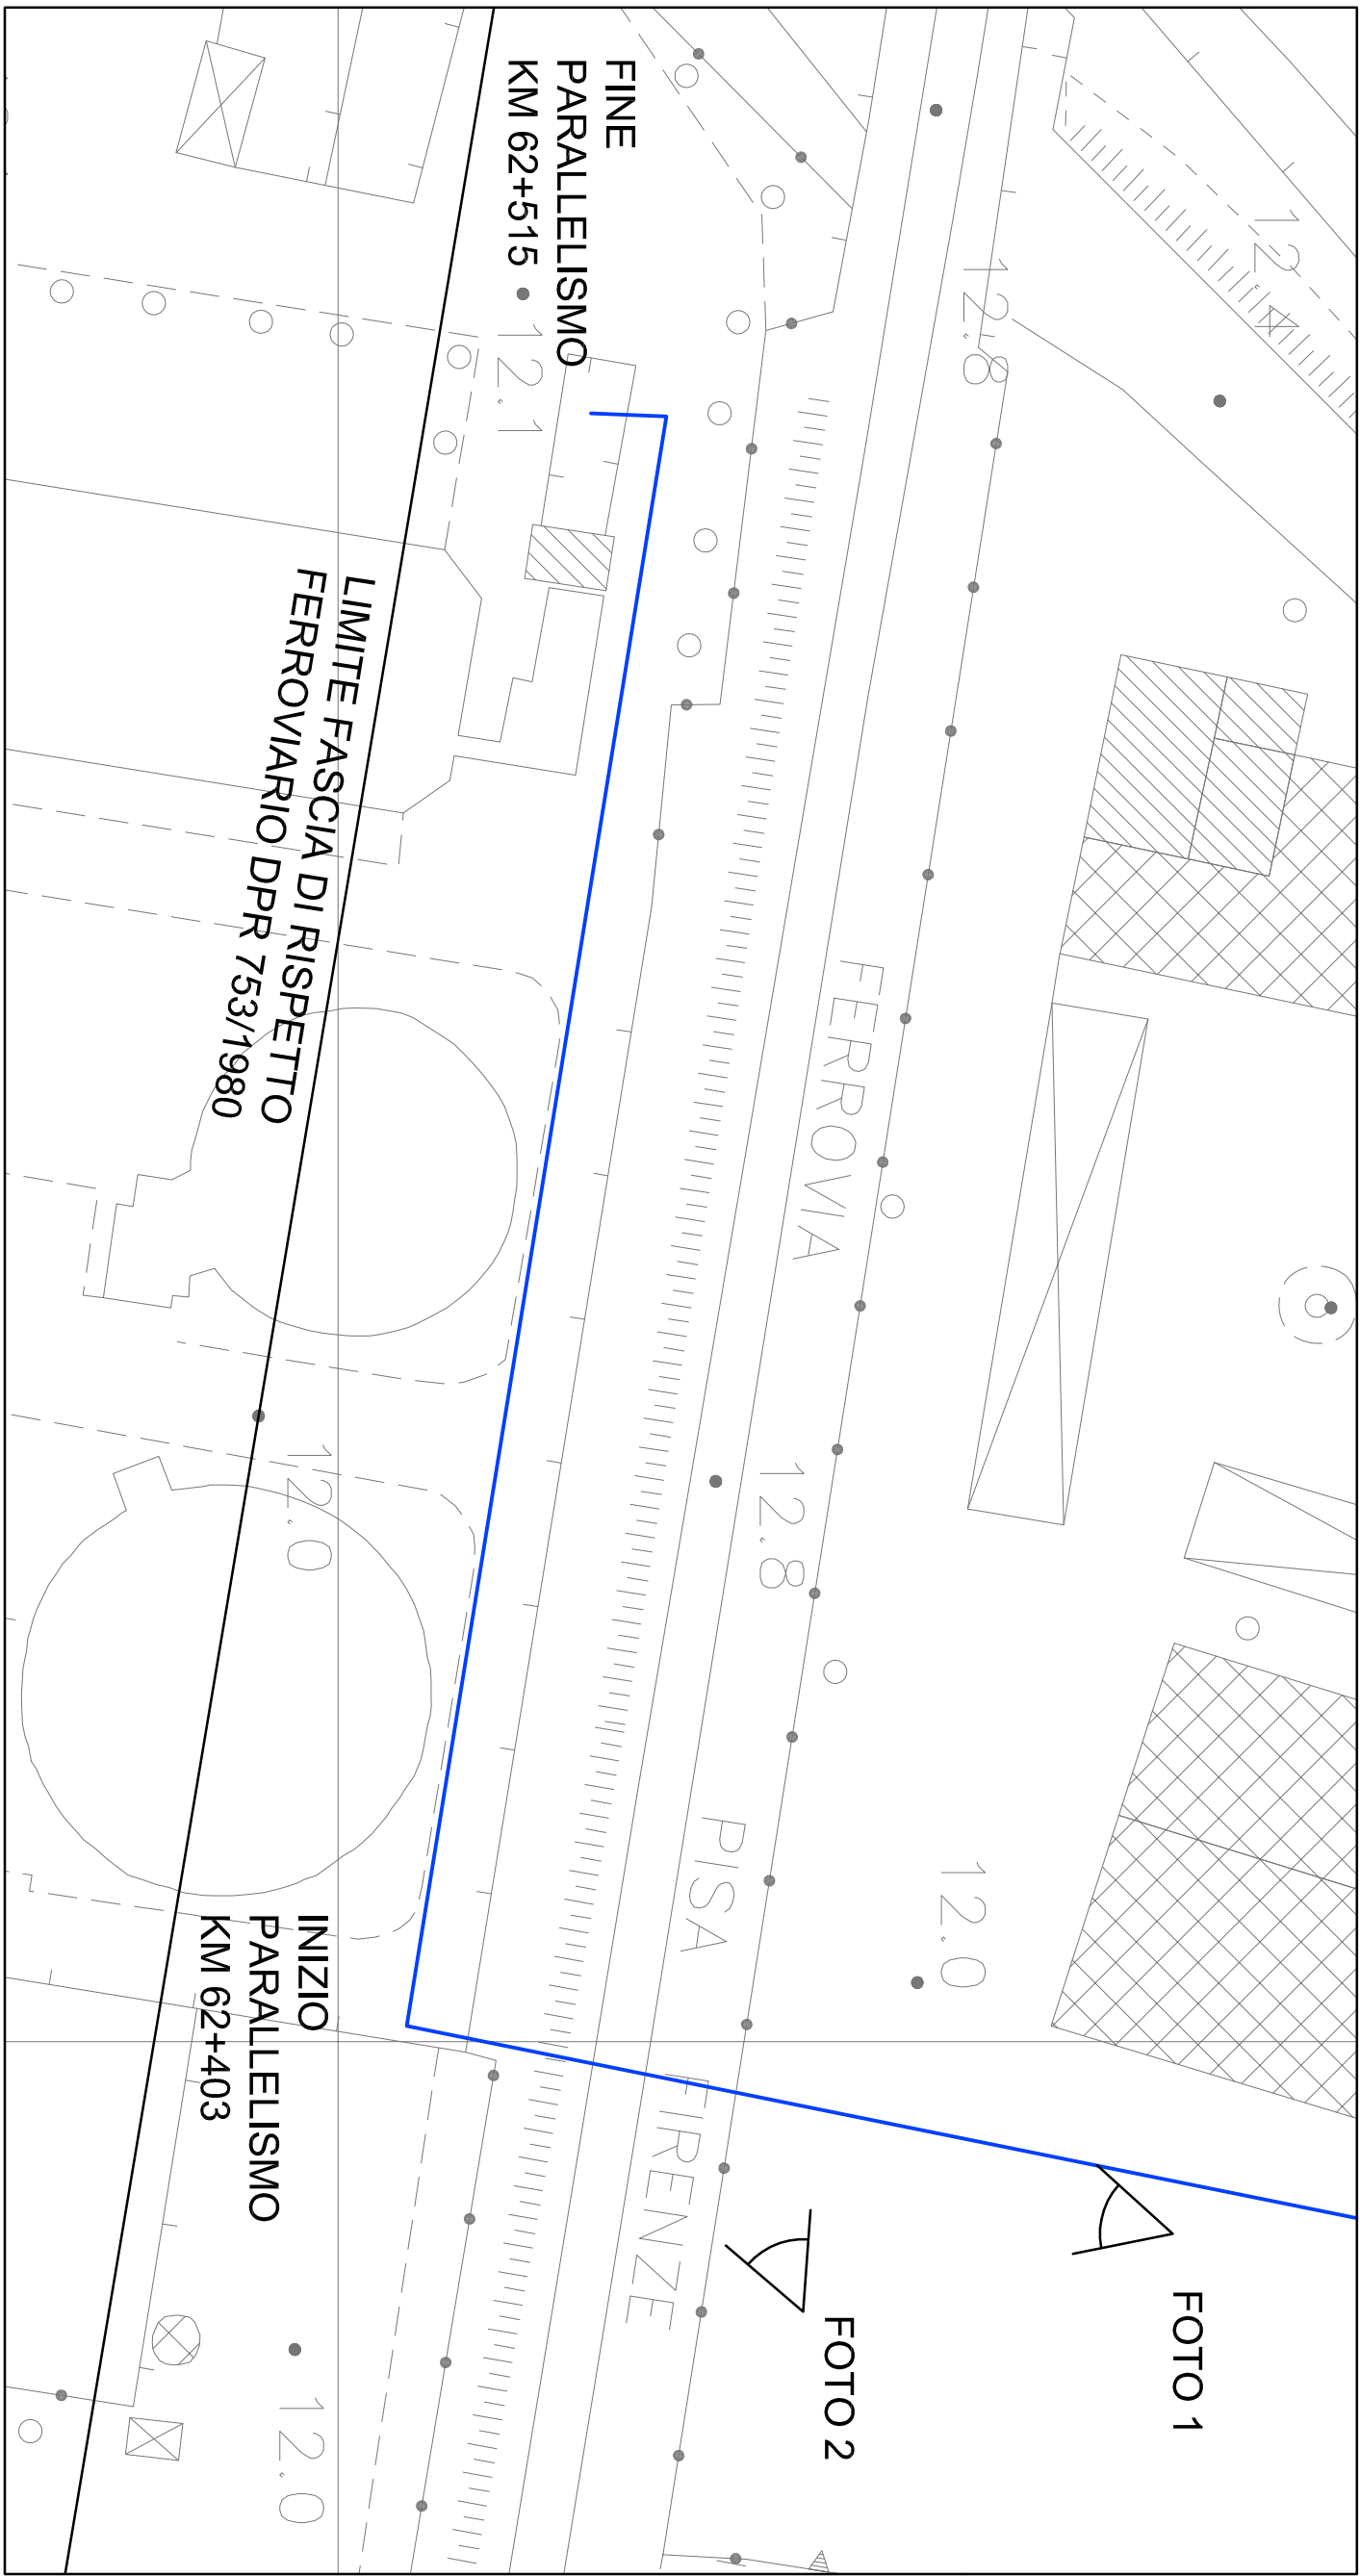 FINE
PARALLELISMO
KM 62+515
12.1
12.8
12.4
LIMITE FASCIA DI RISPETTO
FERROVIARIO DPR 753/1980
FERROVIA
PISA
FIRENZE
12.0
12.8
12.0
INIZIO
PARALLELISMO
KM 62+403
12.0
FOTO 1
FOTO 2